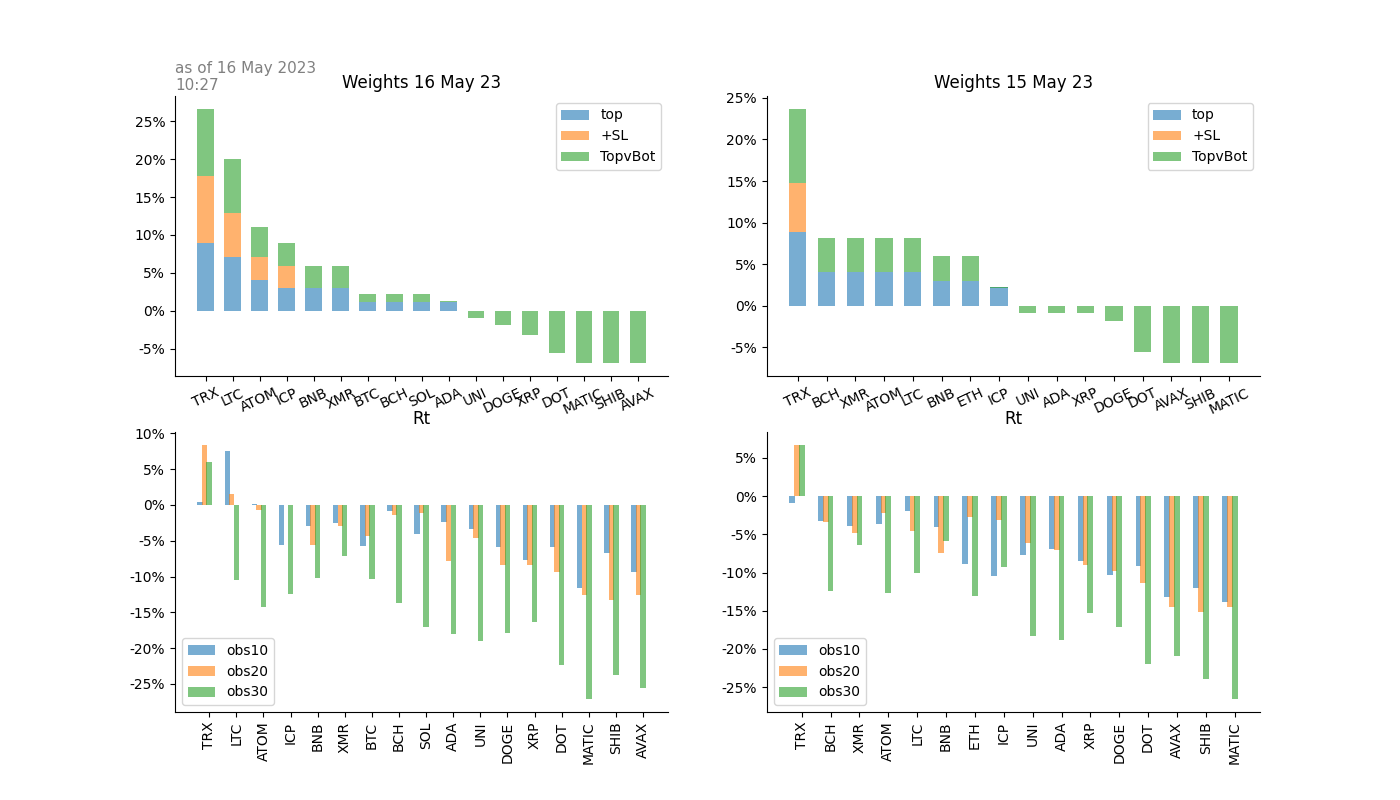 as of 16 May 2023
10:27
Weights 16 May 23
25%
20%
15%
10%
5%
0%
-5%
top
+SL
TopvBot
TRX LTC ATOM ICP BNB XMR BTC BCH SOL ADA UNI DOGE XRP DOT MATIC SHIB AVAX
Weights 15 May 23
25%
20%
15%
10%
5%
0%
-5%
top
+SL
TopvBot
TRX BCH XMR ATOM LTC BNB ETH ICP UNI ADA XRP DOGE DOT AVAX SHIB MATIC
Rt
10%
5%
0%
-5%
-10%
-15%
-20%
-25%
obs10
obs20
obs30
TRX LTC ATOM ICP BNB XMR BTC BCH SOL ADA UNI DOGE XRP DOT MATIC SHIB AVAX
Rt
5%
0%
-5%
-10%
-15%
-20%
-25%
obs10
obs20
obs30
TRX BCH XMR ATOM LTC BNB ETH ICP UNI ADA XRP DOGE DOT AVAX SHIB MATIC